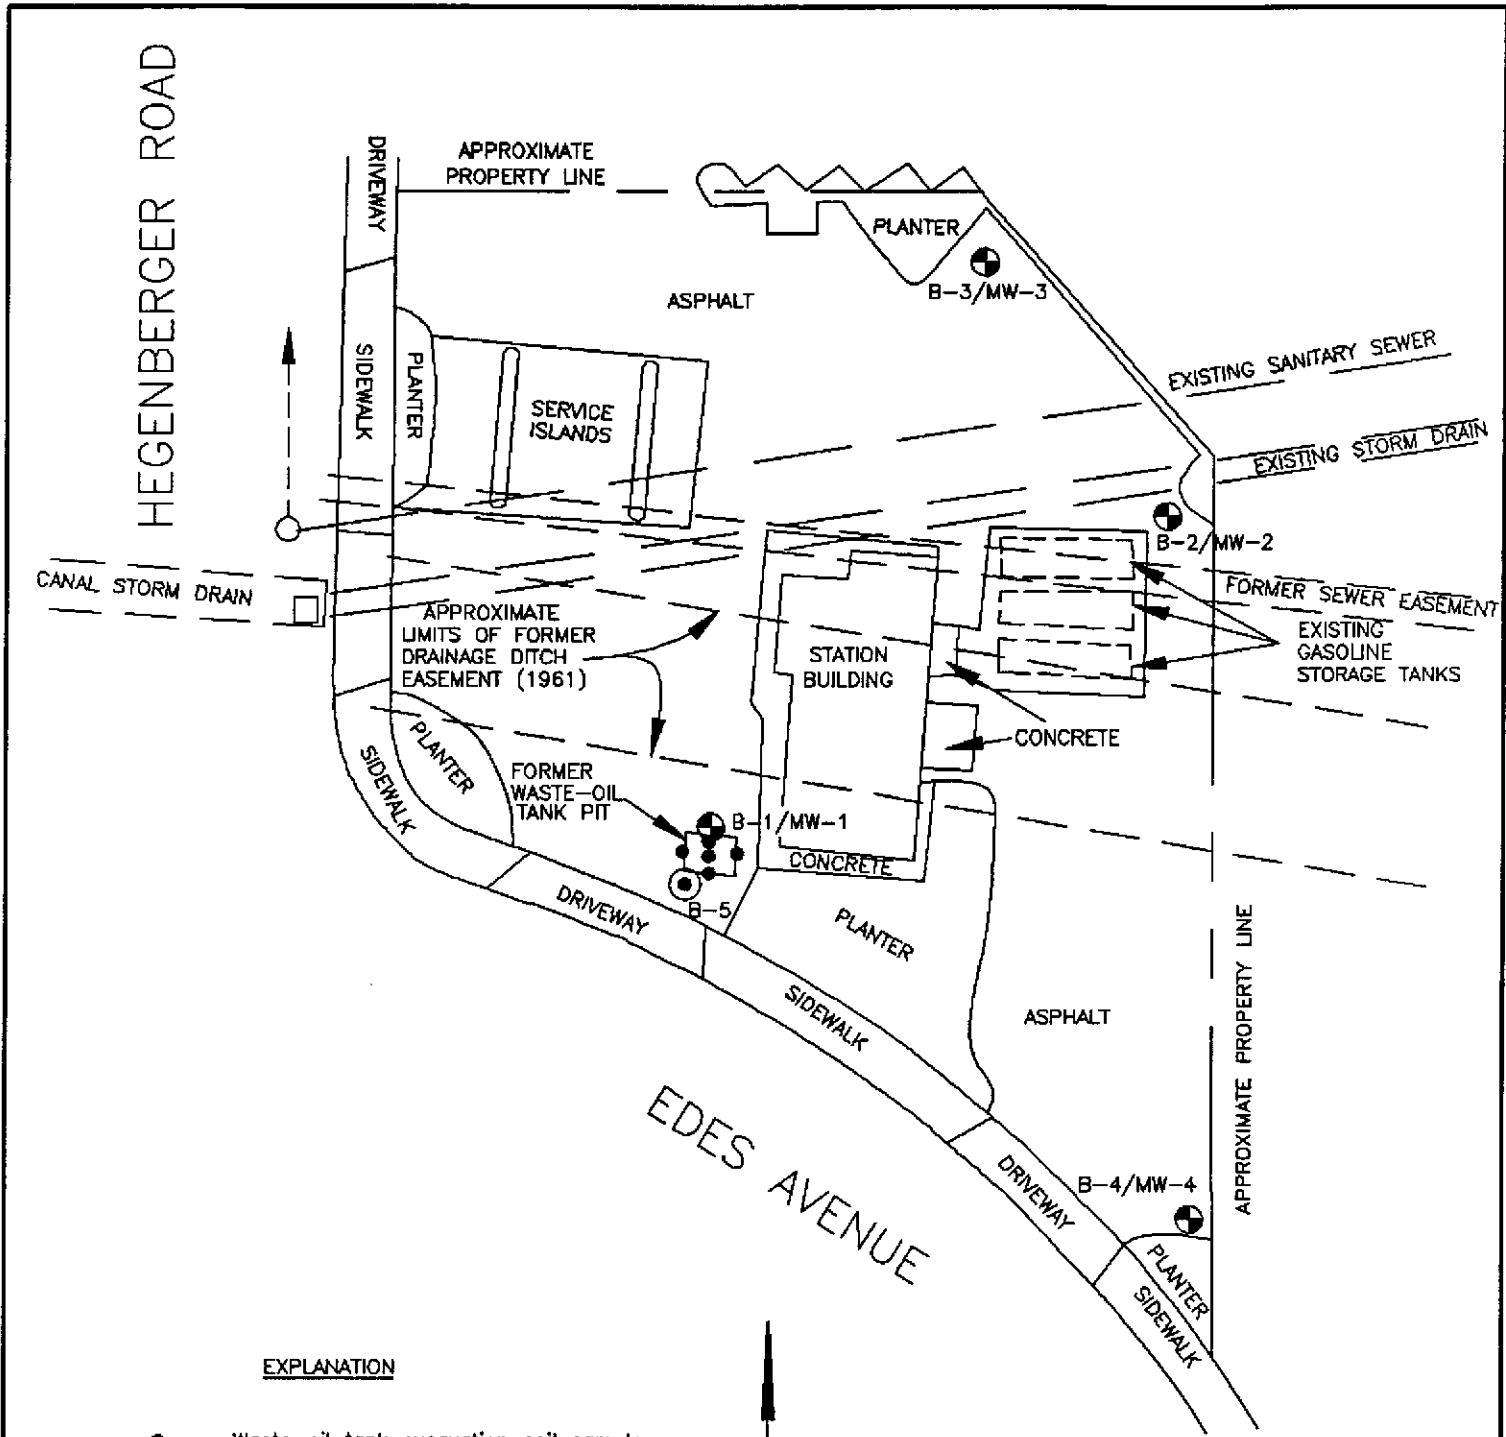 HEGENBERGER ROAD
DRIVEWAY
APPROXIMATE
PROPERTY LINE
PLANTER
B-3/MW-3
ASPHALT
SIDEWALK
PLANTER
SERVICE
ISLANDS
EXISTING SANITARY SEWER
EXISTING STORM DRAIN
B-2/MW-2
CANAL STORM DRAIN
FORMER SEWER EASEMENT
APPROXIMATE
LIMITS OF FORMER
DRAINAGE DITCH
EASEMENT (1961)
STATION
BUILDING
EXISTING
GASOLINE
STORAGE TANKS
CONCRETE
PLANTER
SIDEWALK
FORMER
WASTE-OIL
TANK PIT
B-1/MW-1
CONCRETE
B-5
DRIVEWAY
PLANTER
SIDEWALK
ASPHALT
APPROXIMATE PROPERTY LINE
EDES AVENUE
DRIVEWAY
B-4/MW-4
PLANTER
SIDEWALK
EXPLANATION